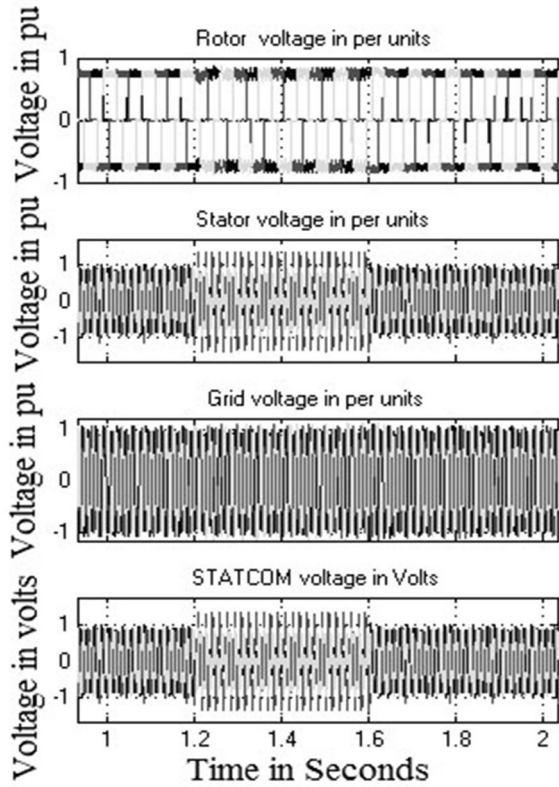 Rotor voltage in per units
Voltage in pu
1
0
-1
Stator voltage in per units
Voltage in pu
1
0
-1
Grid voltage in per units
Voltage in pu
1
0
-1
STATCOM voltage in Volts
Voltage in volts
1
0
-1
1 1.2 1.4 1.6 1.8 2
Time in Seconds